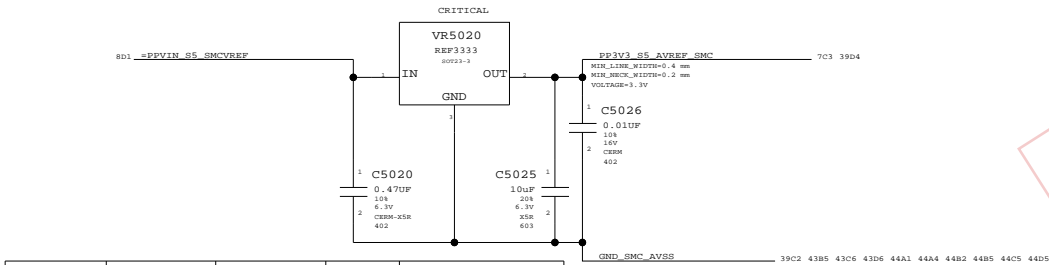 CRITICAL
VR5020
REF3333
SOT23-3
8D1 =PPVIN_S5_SMCVREF
PP3V3_S5_AVREF_SMC 7C3 39D4
MIN_LINE_WIDTH=0.4 mm
MIN_NECK_WIDTH=0.2 mm
VOLTAGE=3.3V
1 IN OUT 2
GND
3
1 C5026
0.01UF
10%
16V
2 CERM
402
1 C5020
0.47UF
10%
6.3V
2 CERM-X5R
402
C5025 1
10uF
20%
6.3V
X5R 2
603
GND_SMC_AVSS 39C2 43B5 43C6 43D6 44A1 44A4 44B2 44B5 44C5 44D5